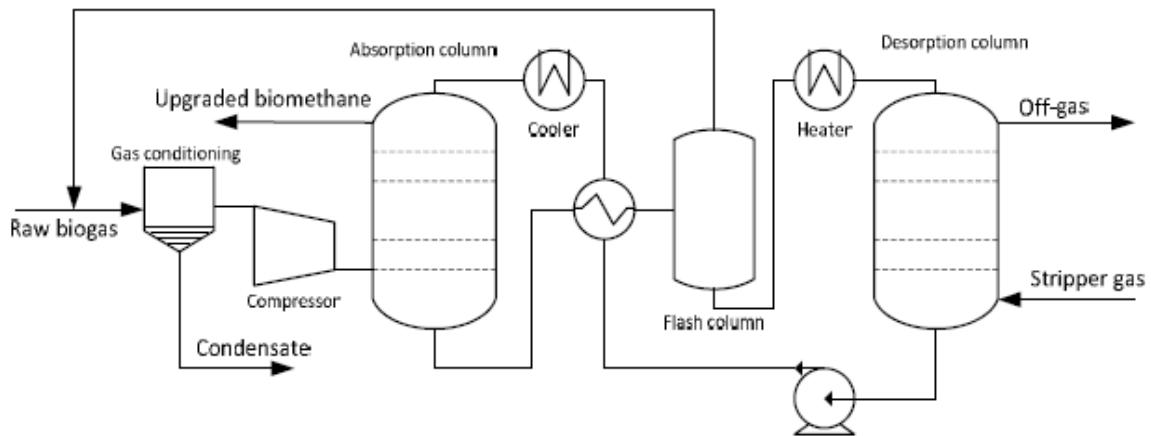 Absorption column
Desorption column
Upgraded biomethane
Cooler
Heater
Off-gas
Gas conditioning
Raw biogas
Compressor
Stripper gas
Flash column
Condensate